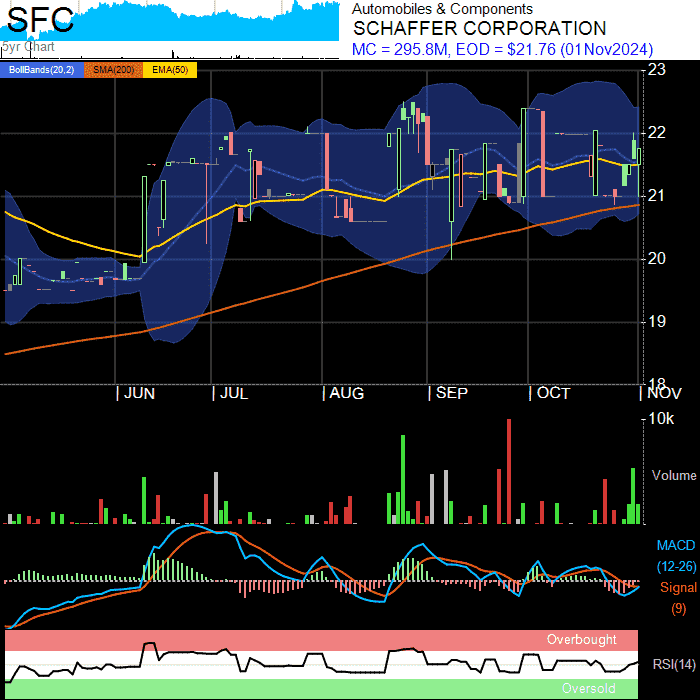 SFC
5yr Chart
Automobiles & Components
SCHAFFER CORPORATION
MC = 295.8M, EOD = $21.76 (01Nov2024)
BollBands(20,2) SMA(200) EMA(50)
23
22
21
20
19
18
JUN JUL AUG SEP OCT NOV
10k
Volume
MACD
(12-26)
Signal
(9)
Overbought
RSI(14)
Oversold